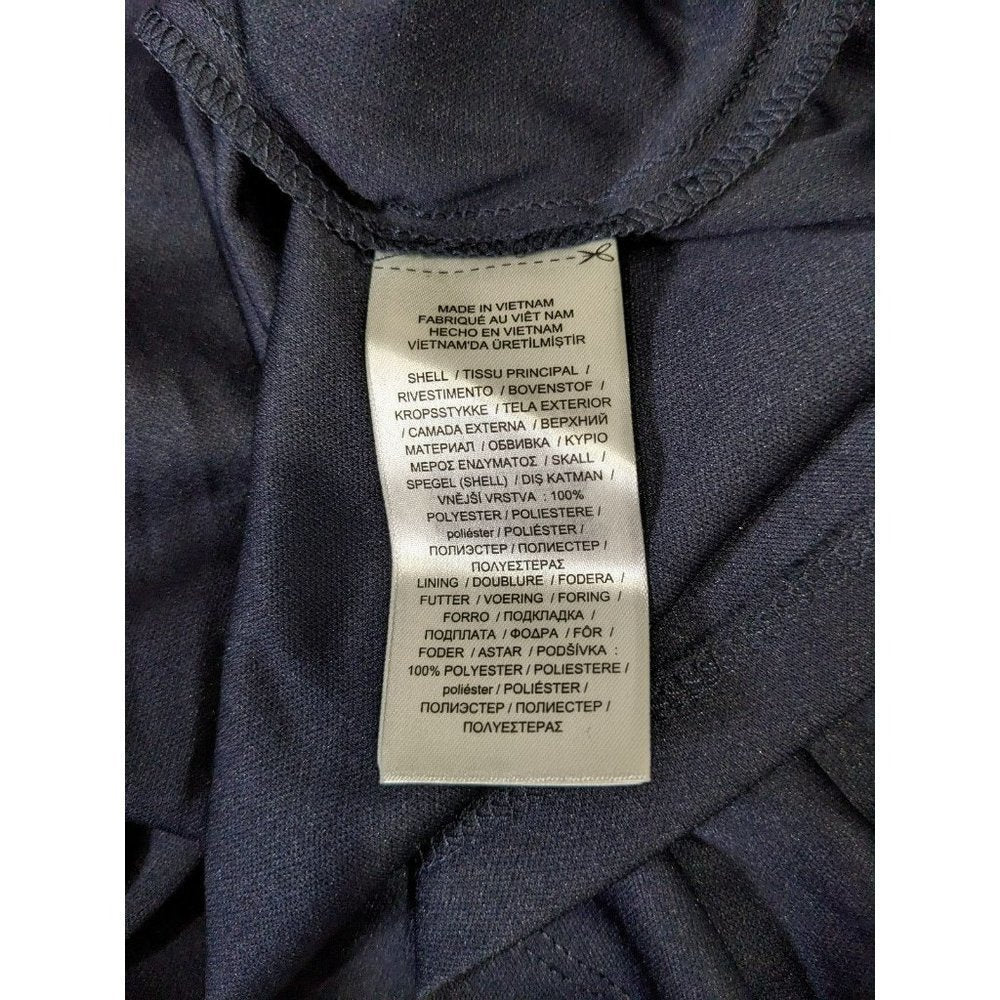 MADE IN VIETNAM
FABRIQUÉ AU VIÊT NAM
HECHO EN VIETNAM
VİETNAM'DA ÜRETİLMİŞTİR
SHELL / TISSU PRINCIPAL /
RIVESTIMENTO / BOVENSTOF /
KROPSSTYKKE / TELA EXTERIOR
/ CAMADA EXTERNA / ВЕРХНИЙ
МАТЕРИАЛ / ОБВИВКА / ΚΥΡΙΟ
ΜΕΡΟΣ ΕΝΔΥΜΑΤΟΣ / SKALL /
SPEGEL (SHELL) / DIŞ KATMAN /
VNĚJŠÍ VRSTVA : 100%
POLYESTER / POLIESTERE /
poliéster / POLIÉSTER /
ПОЛИЭСТЕР / ПОЛИЕСТЕР /
ΠΟΛΥΕΣΤΕΡΑΣ
LINING / DOUBLURE / FODERA /
FUTTER / VOERING / FORING /
FORRO / ПОДКЛАДКА /
ПОДПЛАТА / ΦΟΔΡΑ / FÔR /
FODER / ASTAR / PODŠÍVKA :
100% POLYESTER / POLIESTERE /
poliéster / POLIÉSTER /
ПОЛИЭСТЕР / ПОЛИЕСТЕР /
ΠΟΛΥΕΣΤΕΡΑΣ